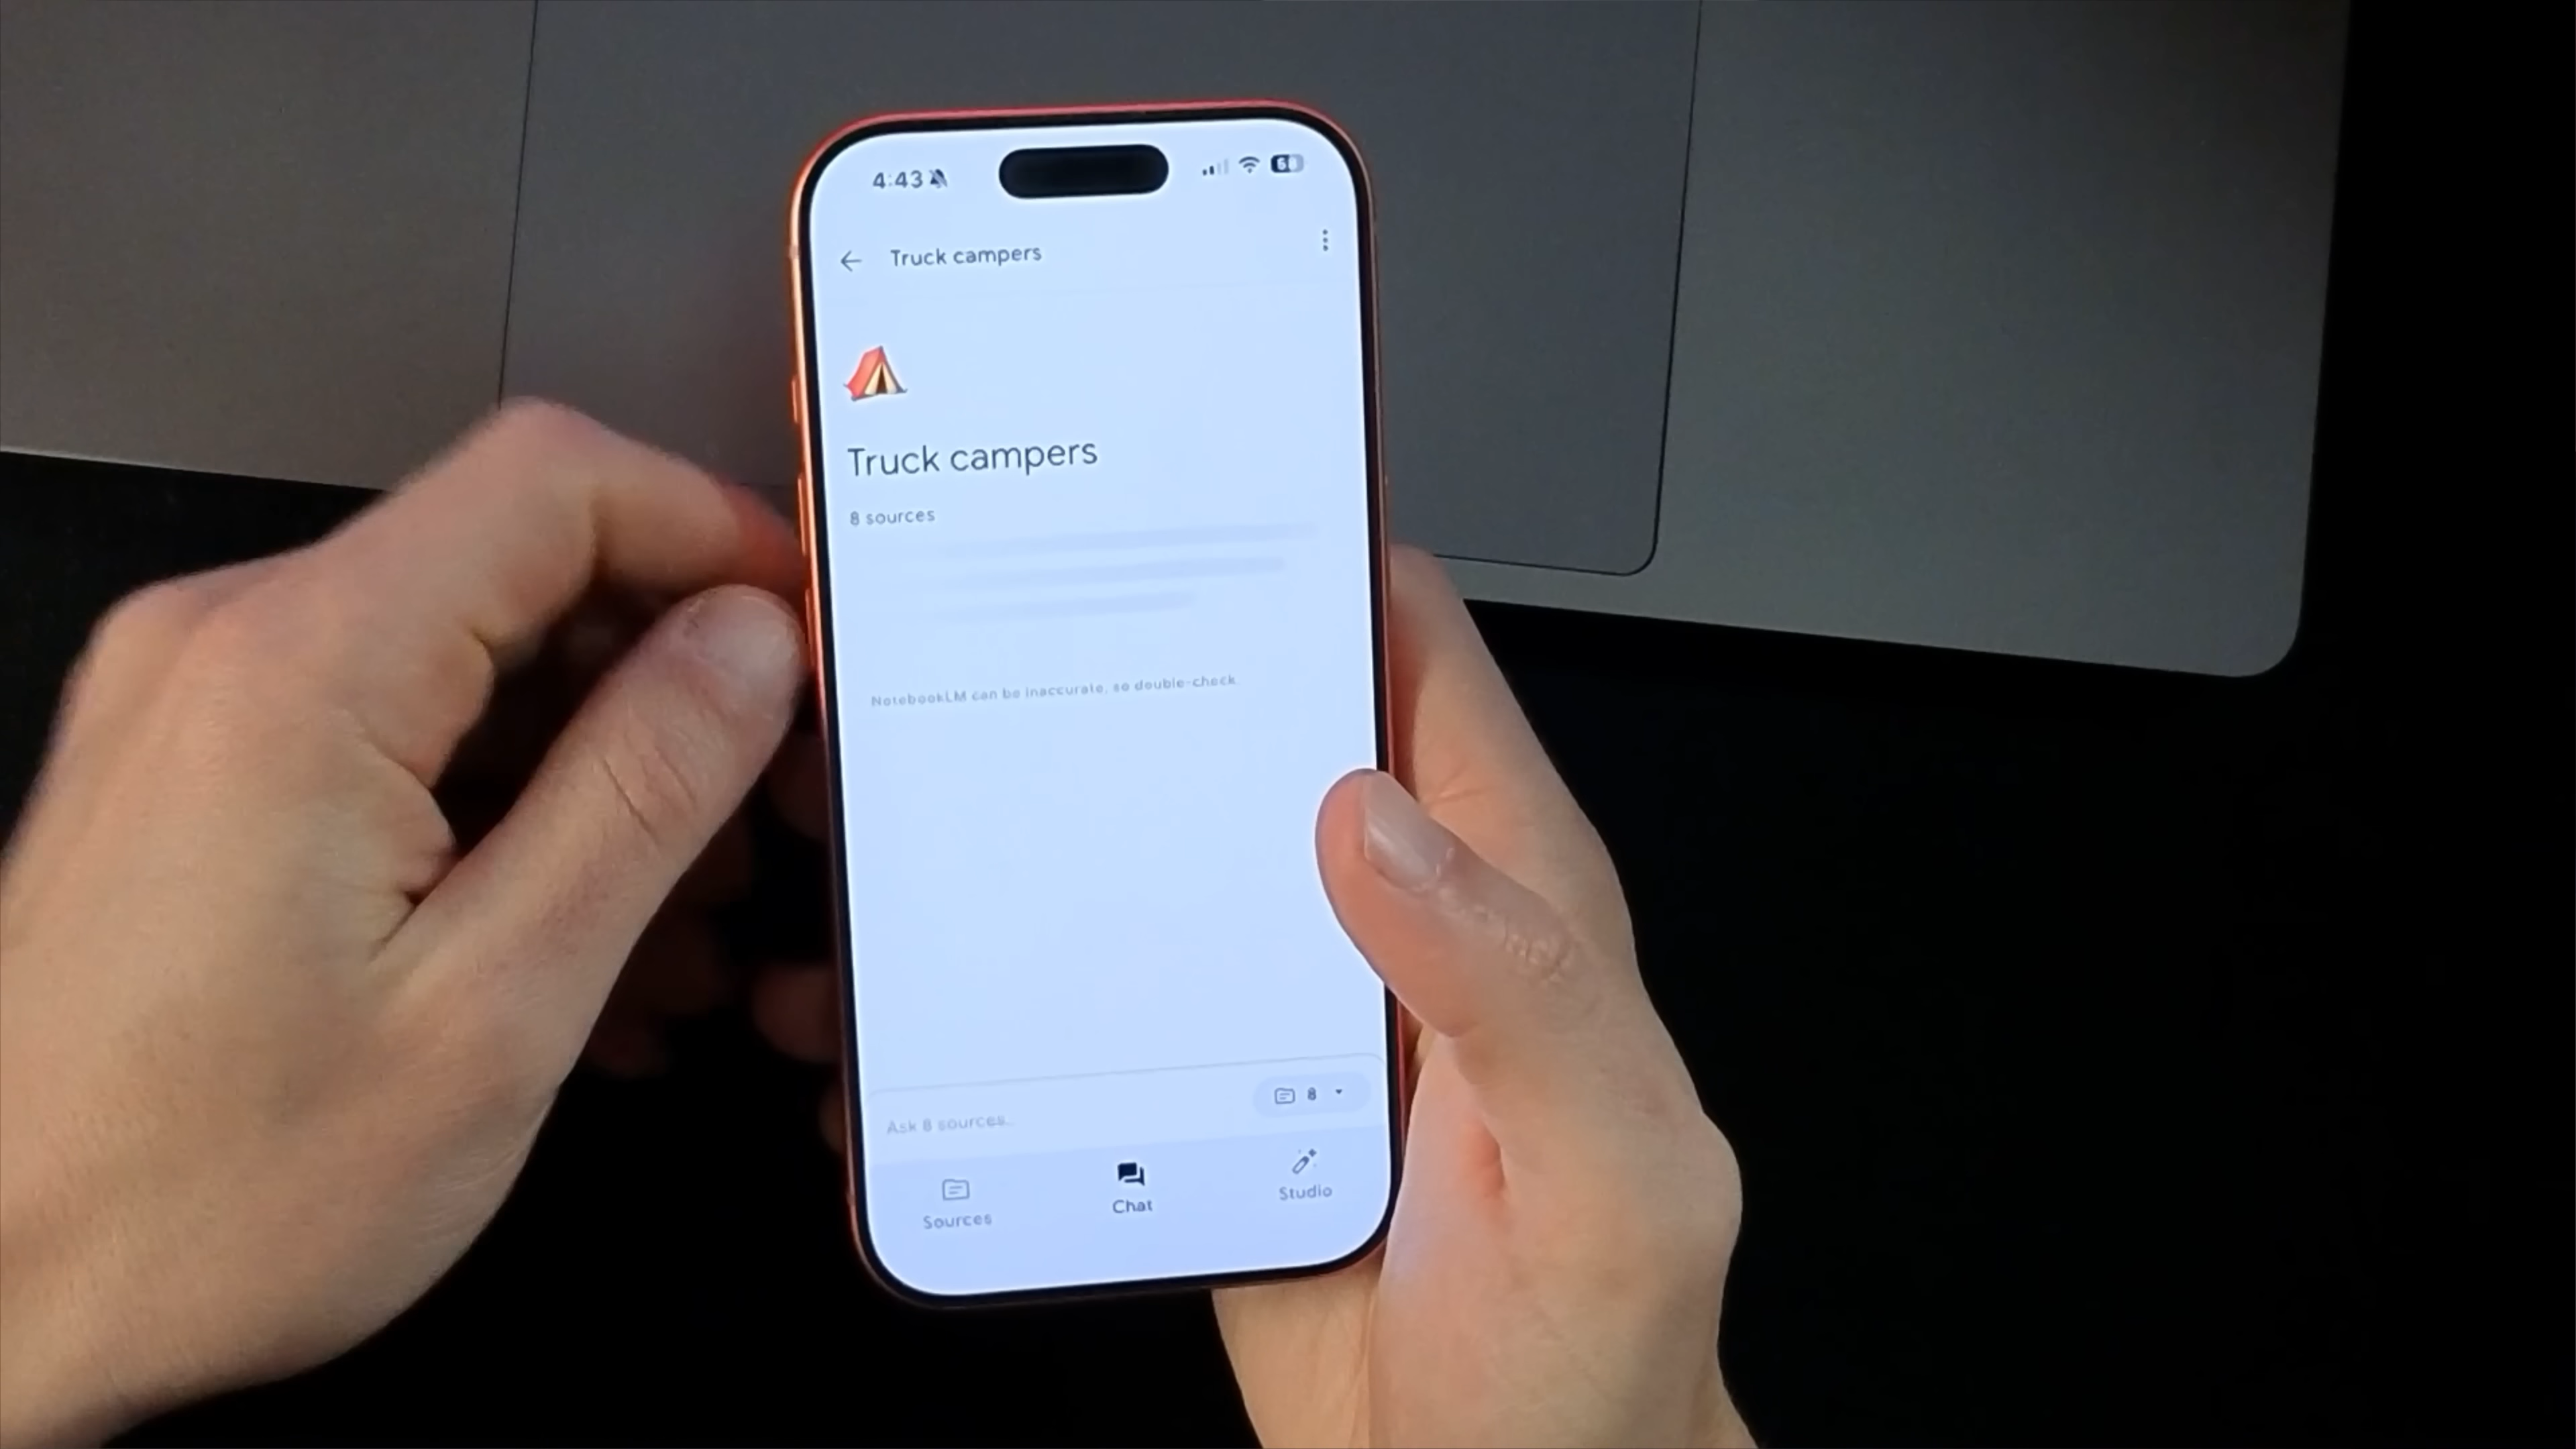 4:43
Truck campers
Truck campers
8 sources
NotebookLM can be inaccurate, so double-check
Ask 8 sources...
8
Sources
Chat
Studio